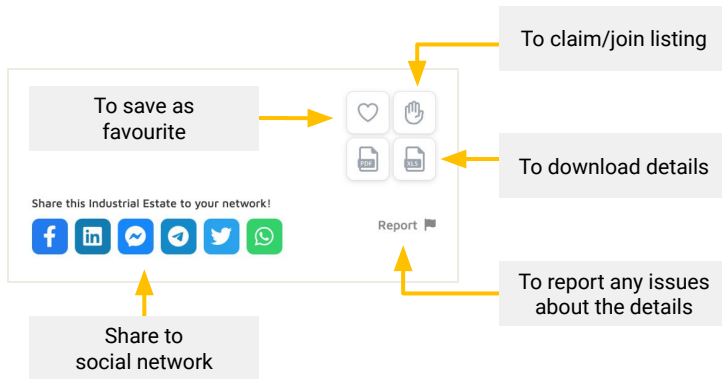 To claim/join listing
To save as
favourite
PDF
XLS
To download details
Share this Industrial Estate to your network!
Report
To report any issues
about the details
Share to
social network